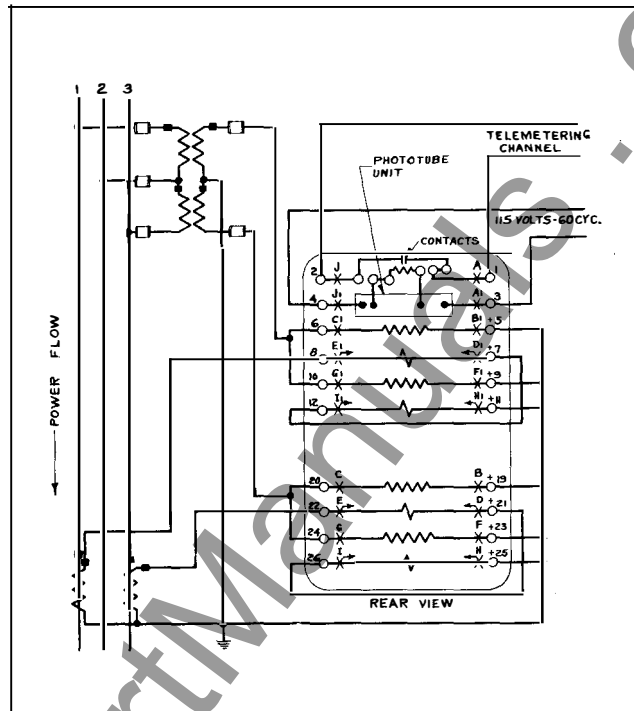 1 2 3
TELEMETERING
CHANNEL
PHOTOTUBE
UNIT
115 VOLTS-60CYC.
CONTACTS
2 J A 1
4 J1 A1 3
6 C1 B1 +5
8 E1 D1 +7
10 G1 F1 +9
12 I1 H1 +11
POWER FLOW
20 C B +19
22 E D +21
24 G F +23
26 I H +25
REAR VIEW
rtManuals.